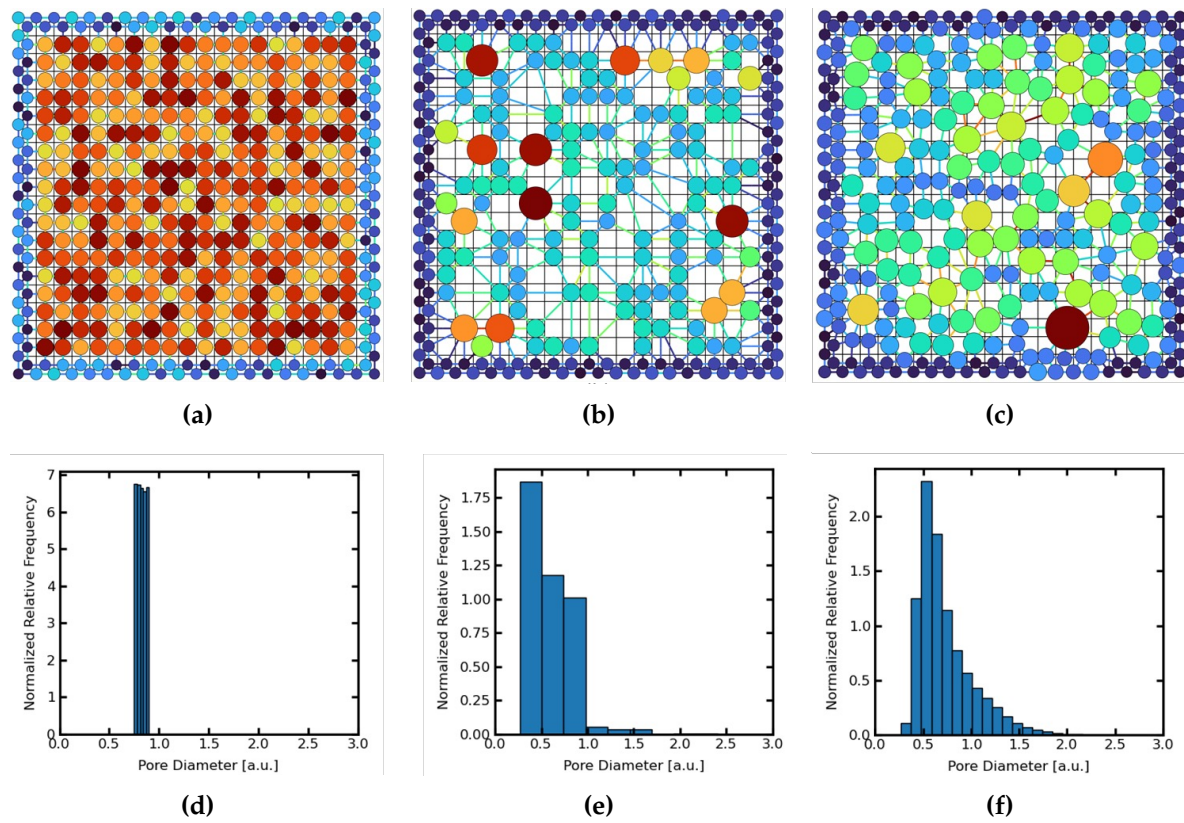 (a)
(b)
(c)
Normalized Relative Frequency
7
6
5
4
3
2
1
0
0.0 0.5 1.0 1.5 2.0 2.5 3.0
Pore Diameter [a.u.]
(d)
Normalized Relative Frequency
1.75
1.50
1.25
1.00
0.75
0.50
0.25
0.00
0.0 0.5 1.0 1.5 2.0 2.5 3.0
Pore Diameter [a.u.]
(e)
Normalized Relative Frequency
2.0
1.5
1.0
0.5
0.0
0.0 0.5 1.0 1.5 2.0 2.5 3.0
Pore Diameter [a.u.]
(f)